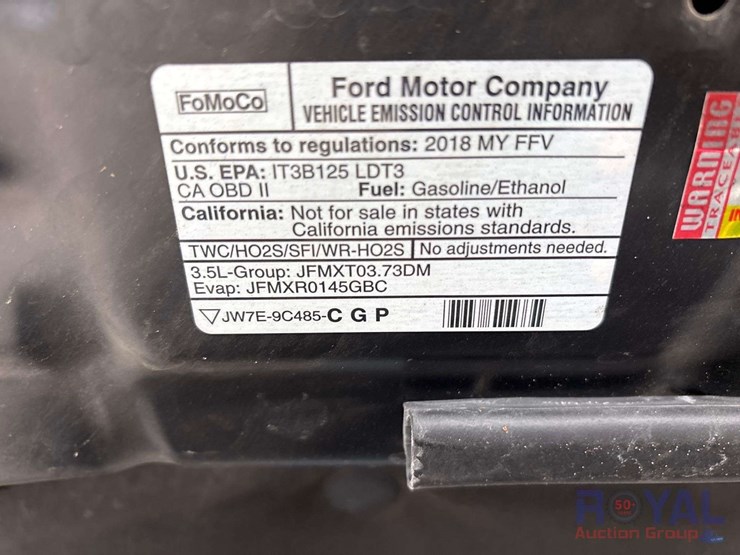 FoMoCo
Ford Motor Company
VEHICLE EMISSION CONTROL INFORMATION
Conforms to regulations: 2018 MY FFV
U.S. EPA: IT3B125 LDT3
CA OBD II Fuel: Gasoline/Ethanol
California: Not for sale in states with
California emissions standards.
TWC/HO2S/SFI/WR-HO2S No adjustments needed.
3.5L-Group: JFMXT03.73DM
Evap: JFMXR0145GBC
JW7E-9C485-C G P
WARNING
ROYAL
50
Auction Group